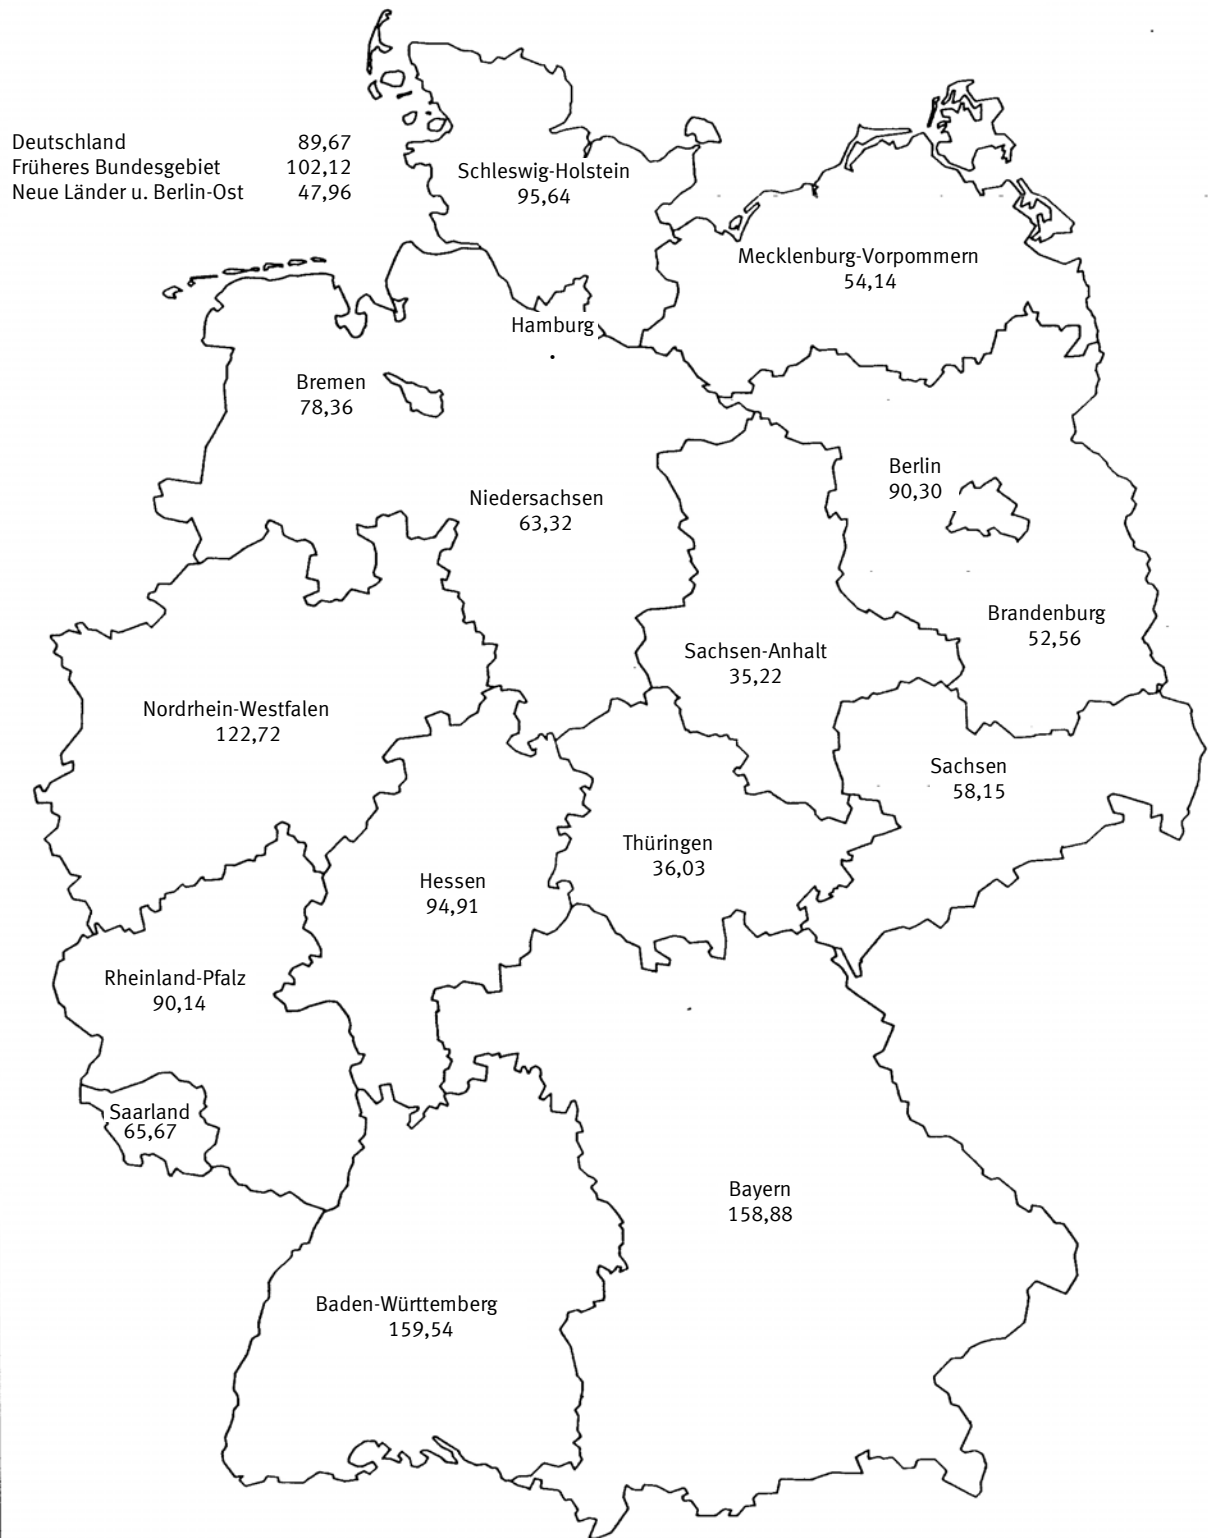 Deutschland 89,67
Früheres Bundesgebiet 102,12
Neue Länder u. Berlin-Ost 47,96
Schleswig-Holstein
95,64
Mecklenburg-Vorpommern
54,14
Hamburg
Bremen
78,36
Berlin
90,30
Niedersachsen
63,32
Brandenburg
52,56
Sachsen-Anhalt
35,22
Nordrhein-Westfalen
122,72
Sachsen
58,15
Thüringen
36,03
Hessen
94,91
Rheinland-Pfalz
90,14
Saarland
65,67
Bayern
158,88
Baden-Württemberg
159,54